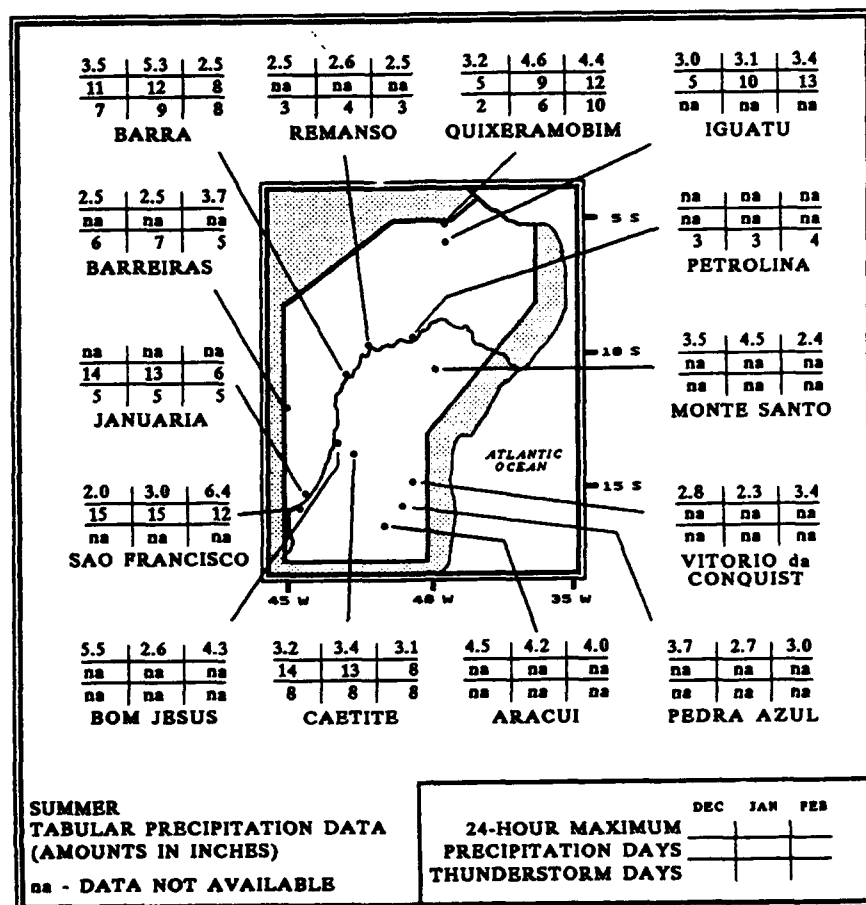 3.5 5.3 2.5
11 12 8
7 9 8
BARRA
2.5 2.6 2.5
na na na
3 4 3
REMANSO
3.2 4.6 4.4
5 9 12
2 6 10
QUIXERAMOBIM
3.0 3.1 3.4
5 10 13
na na na
IGUATU
2.5 2.5 3.7
na na na
6 7 5
BARREIRAS
5 S
na na na
na na na
3 3 4
PETROLINA
na na na
14 13 6
5 5 5
JANUARIA
10 S
3.5 4.5 2.4
na na na
na na na
MONTE SANTO
ATLANTIC
OCEAN
2.0 3.0 6.4
15 15 12
na na na
SAO FRANCISCO
15 S
2.8 2.3 3.4
na na na
na na na
VITORIO da
CONQUIST
45 W 40 W 35 W
5.5 2.6 4.3
na na na
na na na
BOM JESUS
3.2 3.4 3.1
14 13 8
8 8 8
CAETITE
4.5 4.2 4.0
na na na
na na na
ARACUI
3.7 2.7 3.0
na na na
na na na
PEDRA AZUL
SUMMER
TABULAR PRECIPITATION DATA
(AMOUNTS IN INCHES)
na - DATA NOT AVAILABLE
DEC JAN FEB
24-HOUR MAXIMUM
PRECIPITATION DAYS
THUNDERSTORM DAYS